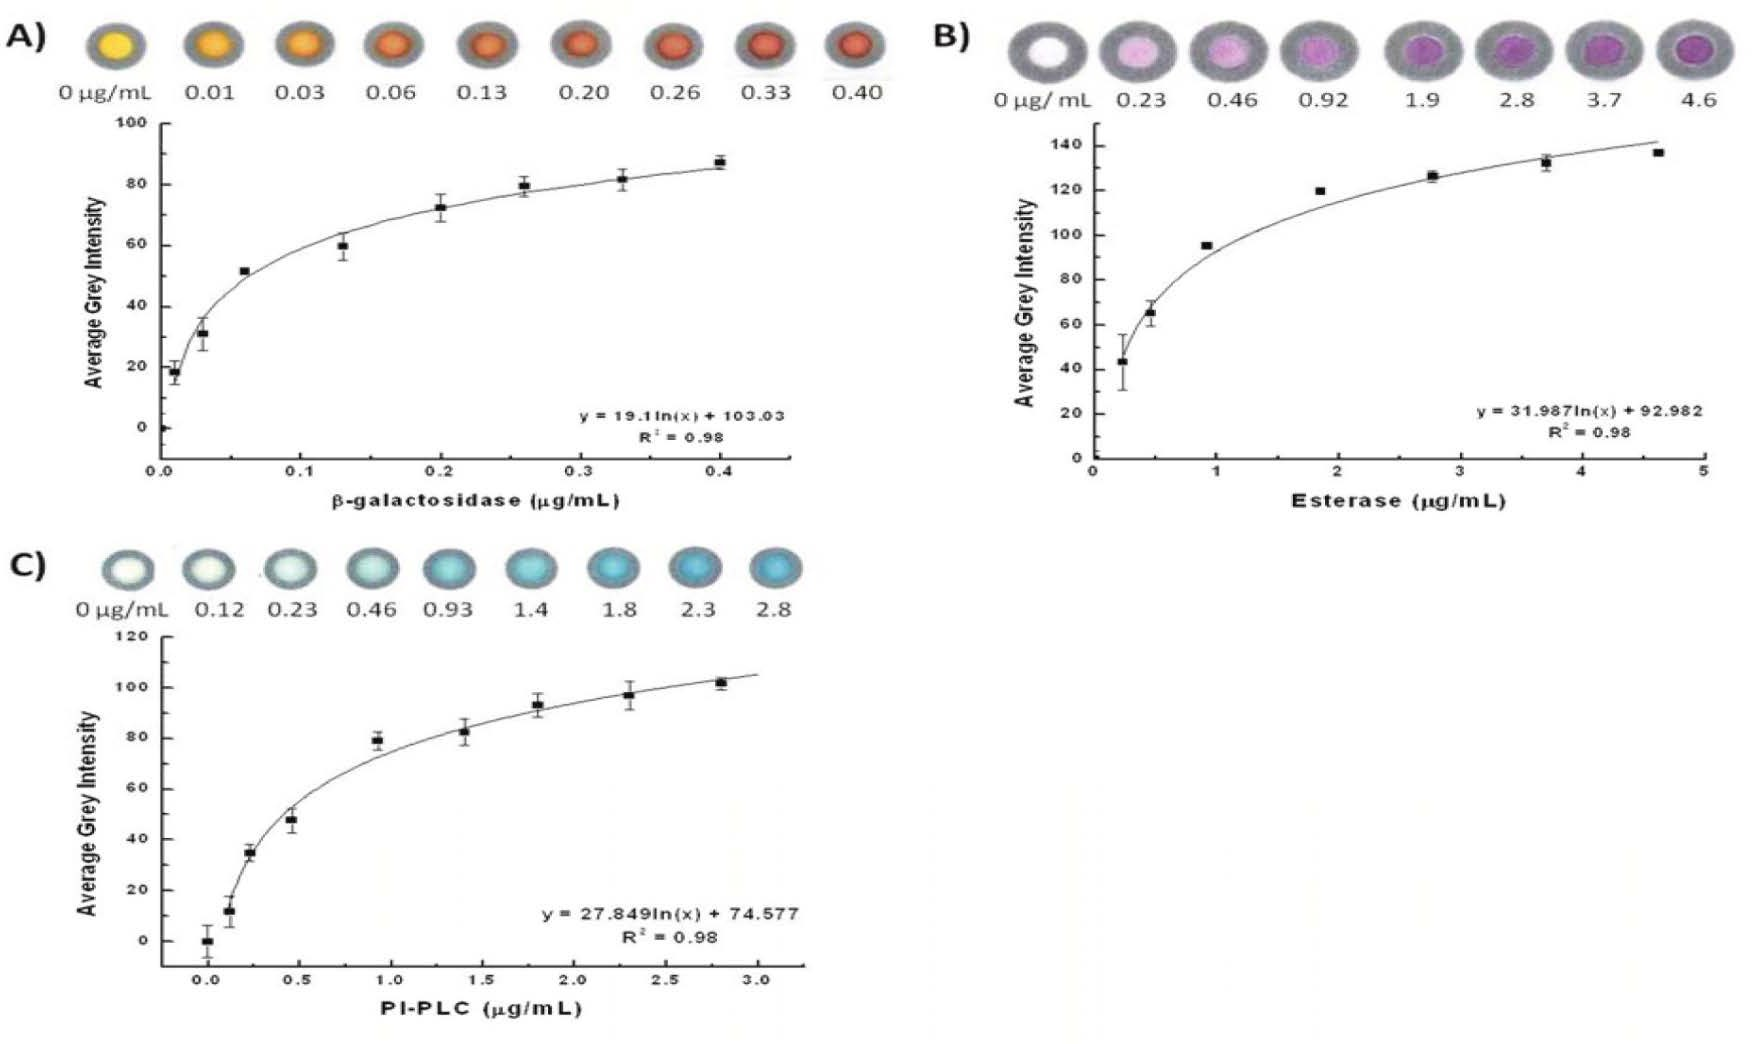 A)
0 µg/mL 0.01 0.03 0.06 0.13 0.20 0.26 0.33 0.40
100
80
60
40
20
0
Average Grey Intensity
y = 19.1ln(x) + 103.03
R² = 0.98
0.0 0.1 0.2 0.3 0.4
β-galactosidase (µg/mL)
B)
0 µg/ mL 0.23 0.46 0.92 1.9 2.8 3.7 4.6
140
120
100
80
60
40
20
0
Average Grey Intensity
y = 31.987ln(x) + 92.982
R² = 0.98
0 1 2 3 4 5
Esterase (µg/mL)
C)
0 µg/mL 0.12 0.23 0.46 0.93 1.4 1.8 2.3 2.8
120
100
80
60
40
20
0
Average Grey Intensity
y = 27.849ln(x) + 74.577
R² = 0.98
0.0 0.5 1.0 1.5 2.0 2.5 3.0
PI-PLC (µg/mL)